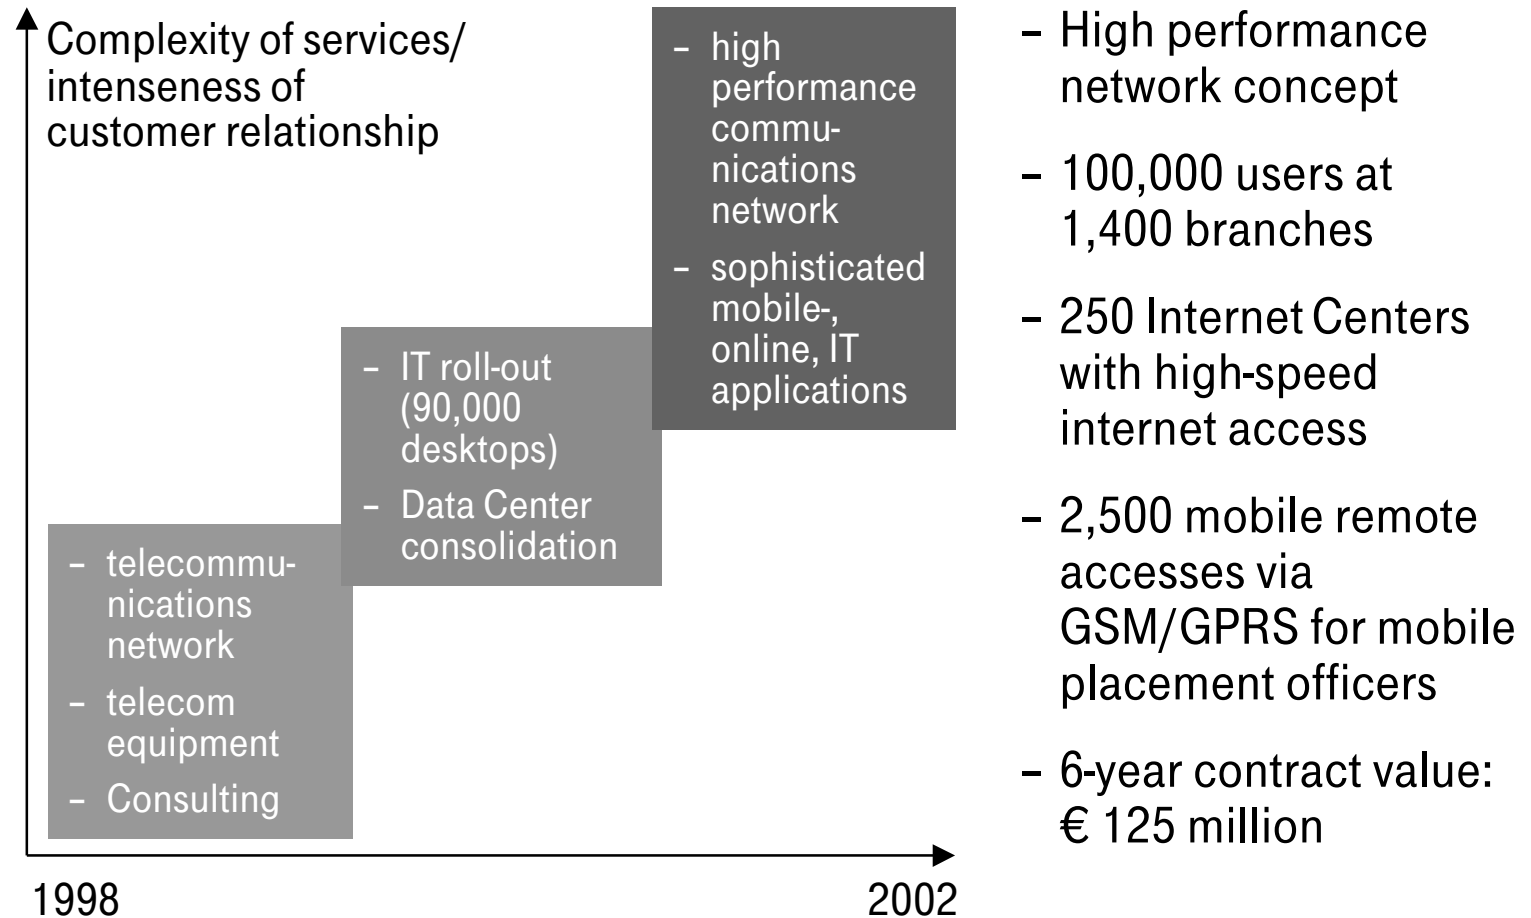 Complexity of services/
intenseness of
customer relationship
– telecommu-
nications
network
– telecom
equipment
– Consulting
– IT roll-out
(90,000
desktops)
– Data Center
consolidation
– high
performance
commu-
nications
network
– sophisticated
mobile-,
online, IT
applications
1998
2002
– High performance
network concept
– 100,000 users at
1,400 branches
– 250 Internet Centers
with high-speed
internet access
– 2,500 mobile remote
accesses via
GSM/GPRS for mobile
placement officers
– 6-year contract value:
€ 125 million